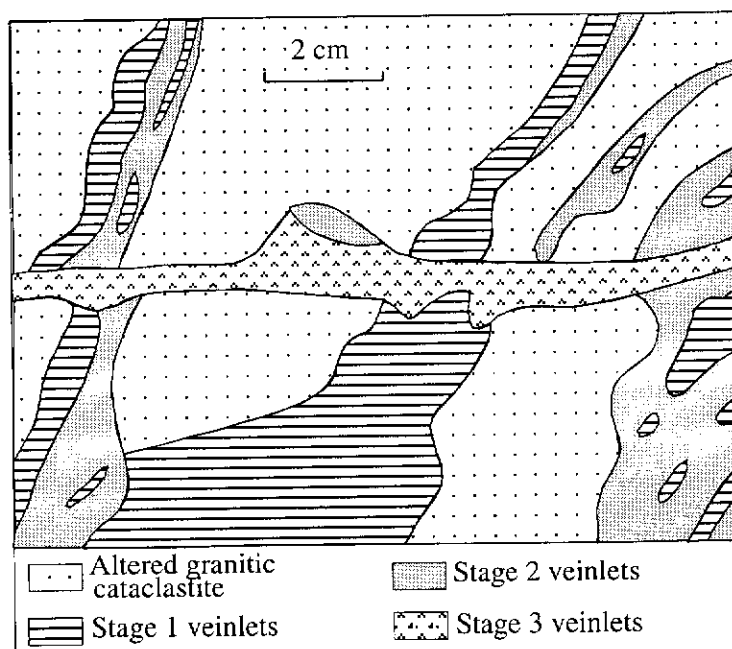 2 cm
Altered granitic
cataclastite
Stage 2 veinlets
Stage 1 veinlets
Stage 3 veinlets